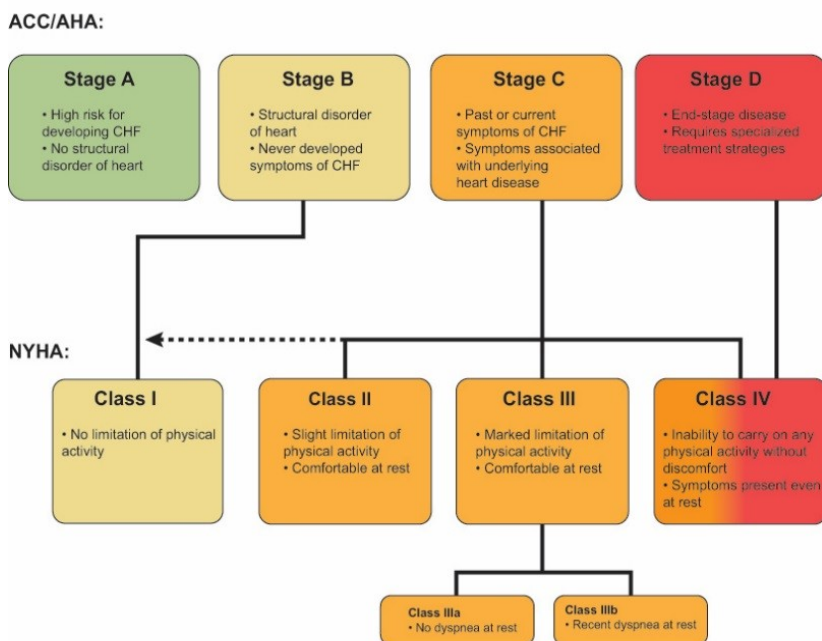 ACC/AHA:
Stage A
• High risk for
developing CHF
• No structural
disorder of heart
Stage B
• Structural disorder
of heart
• Never developed
symptoms of CHF
Stage C
• Past or current
symptoms of CHF
• Symptoms associated
with underlying
heart disease
Stage D
• End-stage disease
• Requires specialized
treatment strategies
NYHA:
Class I
• No limitation of physical
activity
Class II
• Slight limitation of
physical activity
• Comfortable at rest
Class III
• Marked limitation of
physical activity
• Comfortable at rest
Class IV
• Inability to carry on any
physical activity without
discomfort
• Symptoms present even
at rest
Class IIIa
• No dyspnea at rest
Class IIIb
• Recent dyspnea at rest